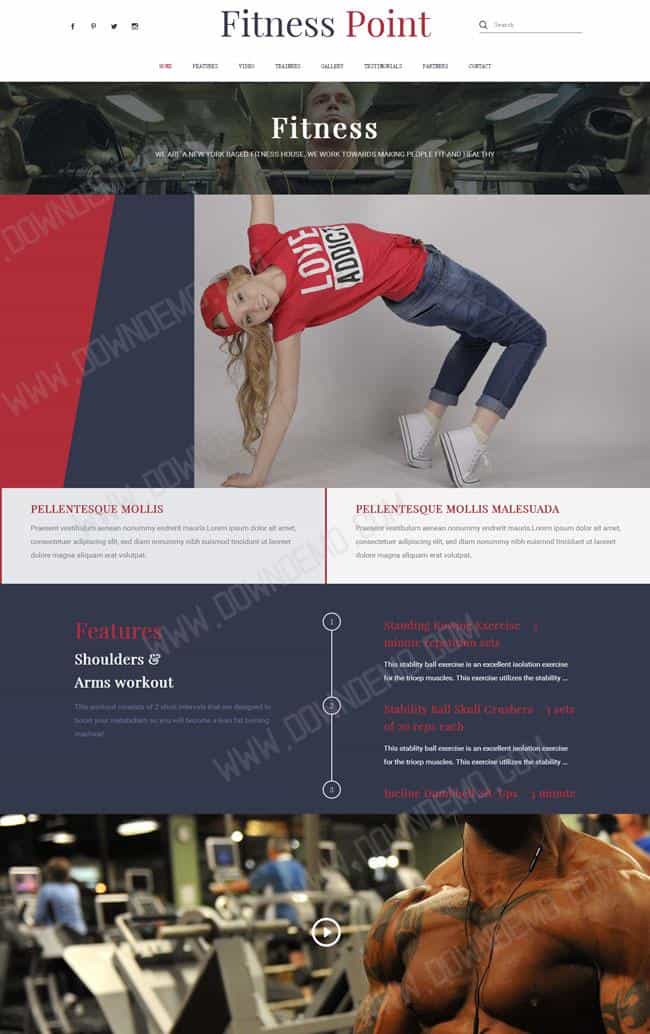 Fitness Point
Search
HOME FEATURES VIDEO TRAINERS GALLERY TESTIMONIALS PARTNERS CONTACT
Fitness
WE ARE A NEW YORK BASED FITNESS HOUSE, WE WORK TOWARDS MAKING PEOPLE FIT AND HEALTHY
LOVE
ADDICT
PELLENTESQUE MOLLIS
Praesent vestibulum aenean nonummy endrerit mauris.Lorem ipsum dolor sit amet,
consectetuer adipiscing elit, sed diam nonummy nibh euismod tincidunt ut laoreet
dolore magna aliquam erat volutpat.
PELLENTESQUE MOLLIS MALESUADA
Praesent vestibulum aenean nonummy endrerit mauris.Lorem ipsum dolor sit amet,
consectetuer adipiscing elit, sed diam nonummy nibh euismod tincidunt ut laoreet
dolore magna aliquam erat volutpat.
Features
Shoulders &
Arms workout
This workout consists of 2 short intervals that are designed to
boost your metabolism so you will become a lean fat burning
machine!
1
Standing Rowing Exercise 3
minute repetition sets
This stablity ball exercise is an excellent isolation exercise
for the tricep muscles. This exercise utilizes the stability ...
2
Stability Ball Skull Crushers 3 sets
of 20 reps each
This stablity ball exercise is an excellent isolation exercise
for the tricep muscles. This exercise utilizes the stability ...
3
Incline Dumbbell Sit-Ups 3 minute
WWW.DOWNDEMO.COM